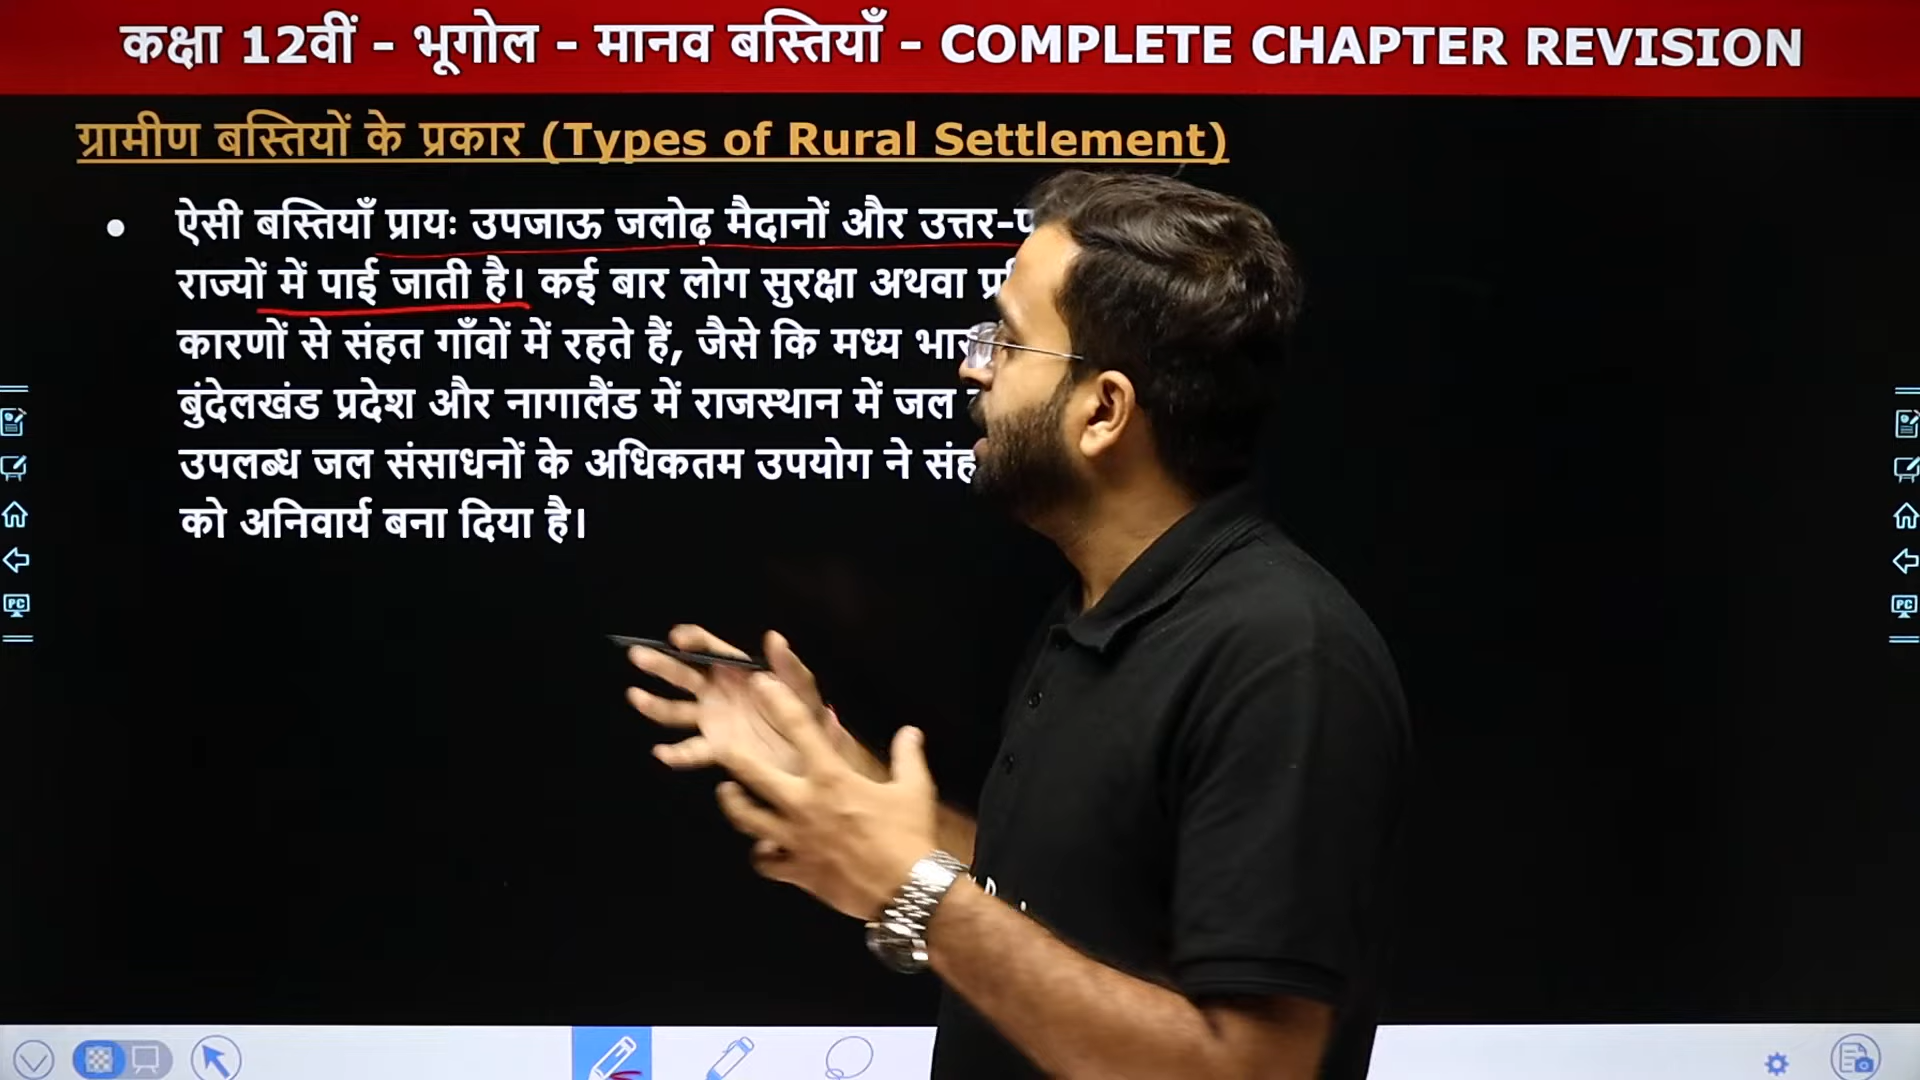 कक्षा 12वीं - भूगोल - मानव बस्तियाँ - COMPLETE CHAPTER REVISION
ग्रामीण बस्तियों के प्रकार (Types of Rural Settlement)
• ऐसी बस्तियाँ प्रायः उपजाऊ जलोढ़ मैदानों और
राज्यों में पाई जाती है। कई बार लोग सुरक्षा अथवा
कारणों से संहत गाँवों में रहते हैं, जैसे कि मध्य
बुंदेलखंड प्रदेश और नागालैंड में राजस्थान में जल
उपलब्ध जल संसाधनों के अधिकतम उपयोग ने
को अनिवार्य बना दिया है।
PC
PC